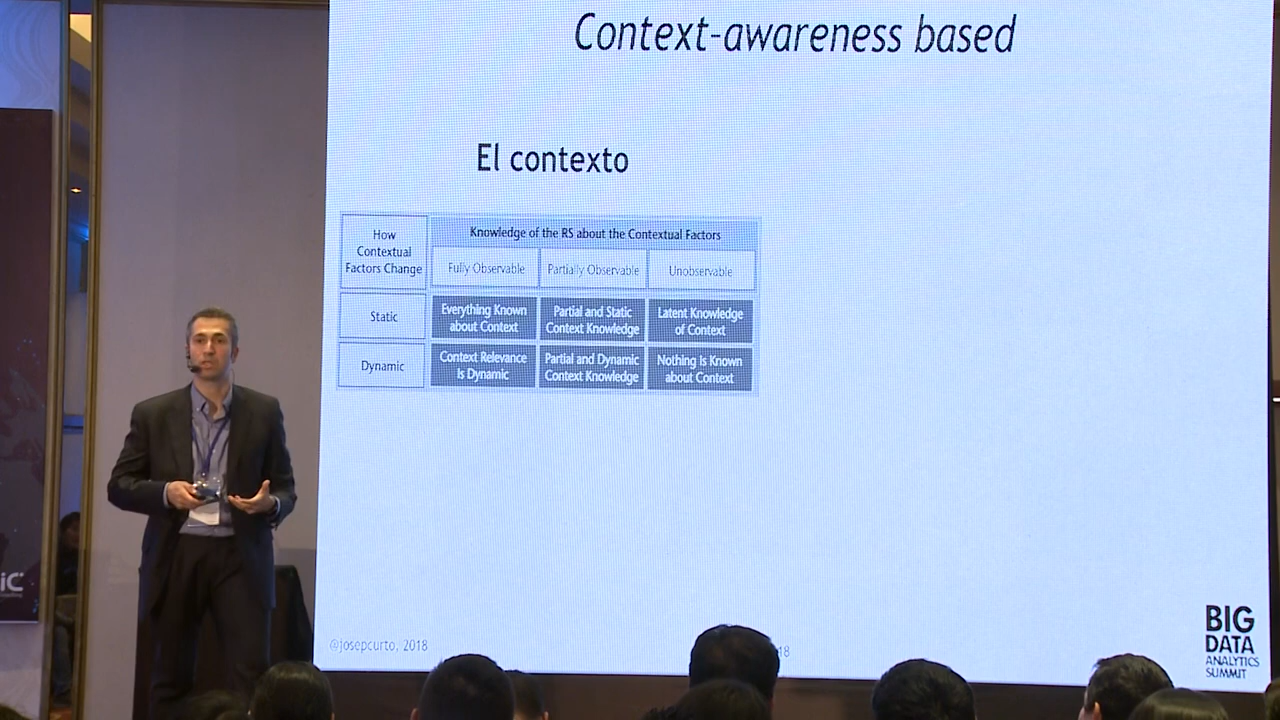 Context-awareness based
El contexto
How
Contextual
Factors Change
Knowledge of the RS about the Contextual Factors
Fully Observable
Partially Observable
Unobservable
Static
Everything Known
about Context
Partial and Static
Context Knowledge
Latent Knowledge
of Context
Dynamic
Context Relevance
Is Dynamic
Partial and Dynamic
Context Knowledge
Nothing Is Known
about Context
@josepcurto, 2018
18
BIG
DATA
ANALYTICS
SUMMIT
iC